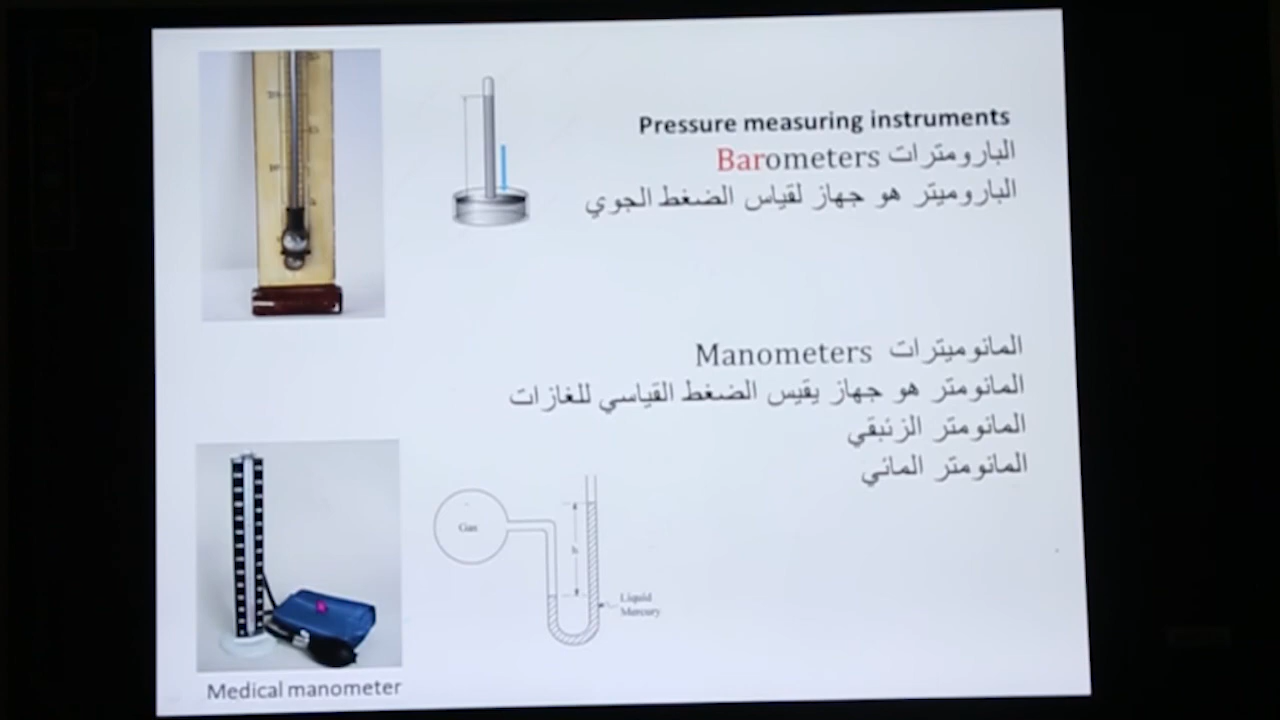 Pressure measuring instruments
البارومترات Barometers
الباروميتر هو جهاز لقياس الضغط الجوي
المانوميترات Manometers
المانومتر هو جهاز يقيس الضغط القياسي للغازات
المانومتر الزئبقي
المانومتر المائي
Gas
h
Liquid
Mercury
Medical manometer